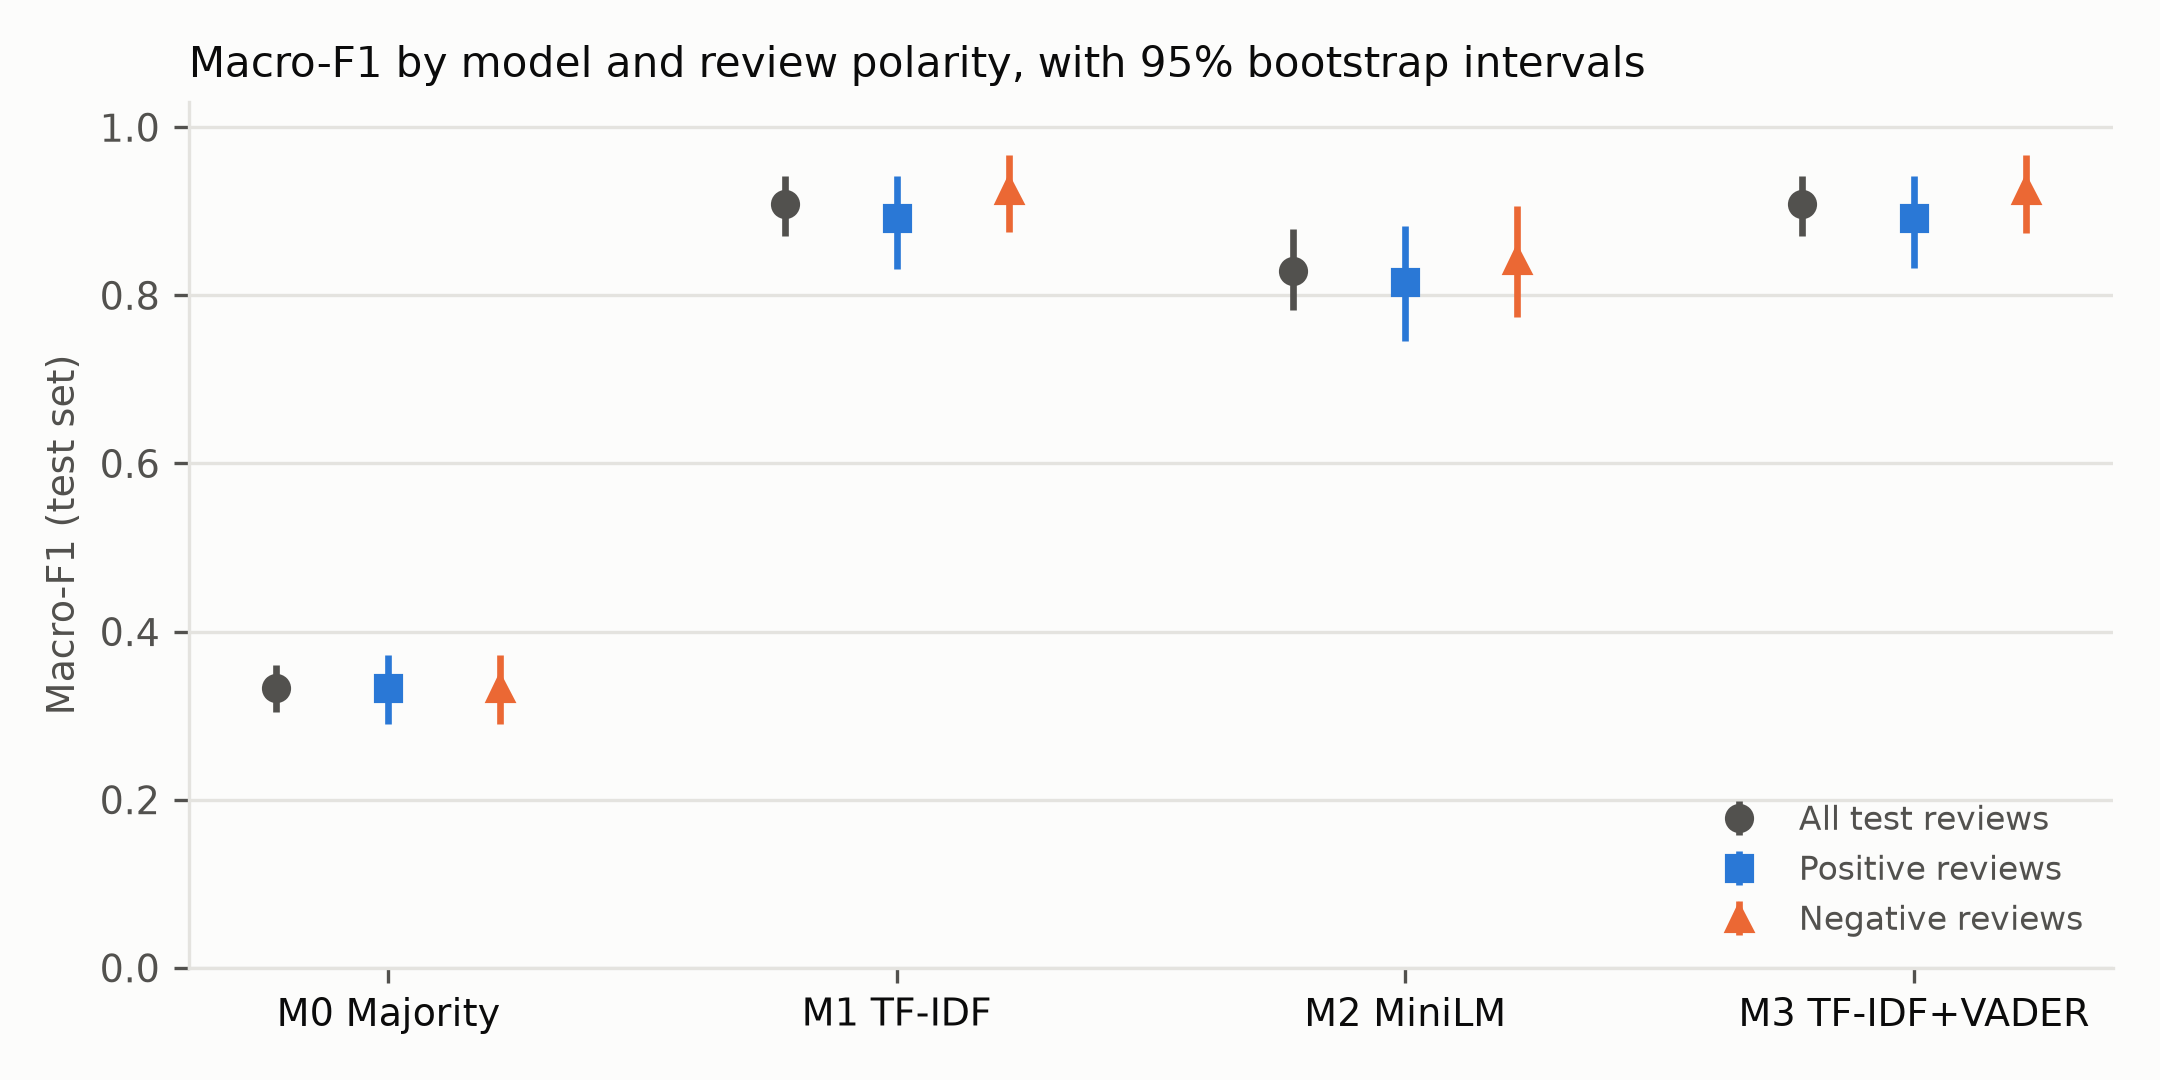 Macro-F1 by model and review polarity, with 95% bootstrap intervals
Macro-F1 (test set)
1.0
0.8
0.6
0.4
0.2
0.0
All test reviews
Positive reviews
Negative reviews
M0 Majority
M1 TF-IDF
M2 MiniLM
M3 TF-IDF+VADER